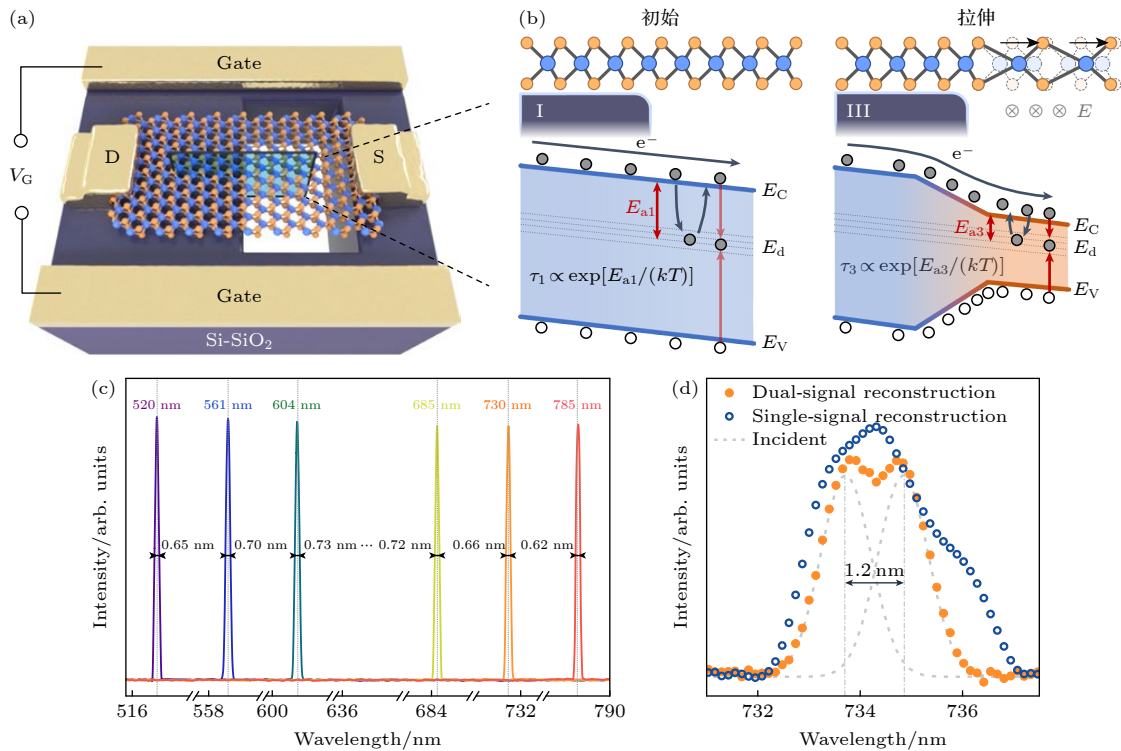 (a)
Gate
D
S
V_G
Gate
Si-SiO₂
(b)
初始
拉伸
I
III
⊗ ⊗ ⊗ E
e⁻
e⁻
E_C
E_a1
E_d
τ₁∝exp[E_a1/(kT)]
E_V
E_C
E_a3
E_d
τ₃∝exp[E_a3/(kT)]
E_V
(c)
520 nm 561 nm 604 nm 685 nm 730 nm 785 nm
0.65 nm 0.70 nm 0.73 nm ··· 0.72 nm 0.66 nm 0.62 nm
Intensity/arb. units
516 558 600 636 684 732 790
Wavelength/nm
(d)
Dual-signal reconstruction
Single-signal reconstruction
Incident
1.2 nm
Intensity/arb. units
732 734 736
Wavelength/nm